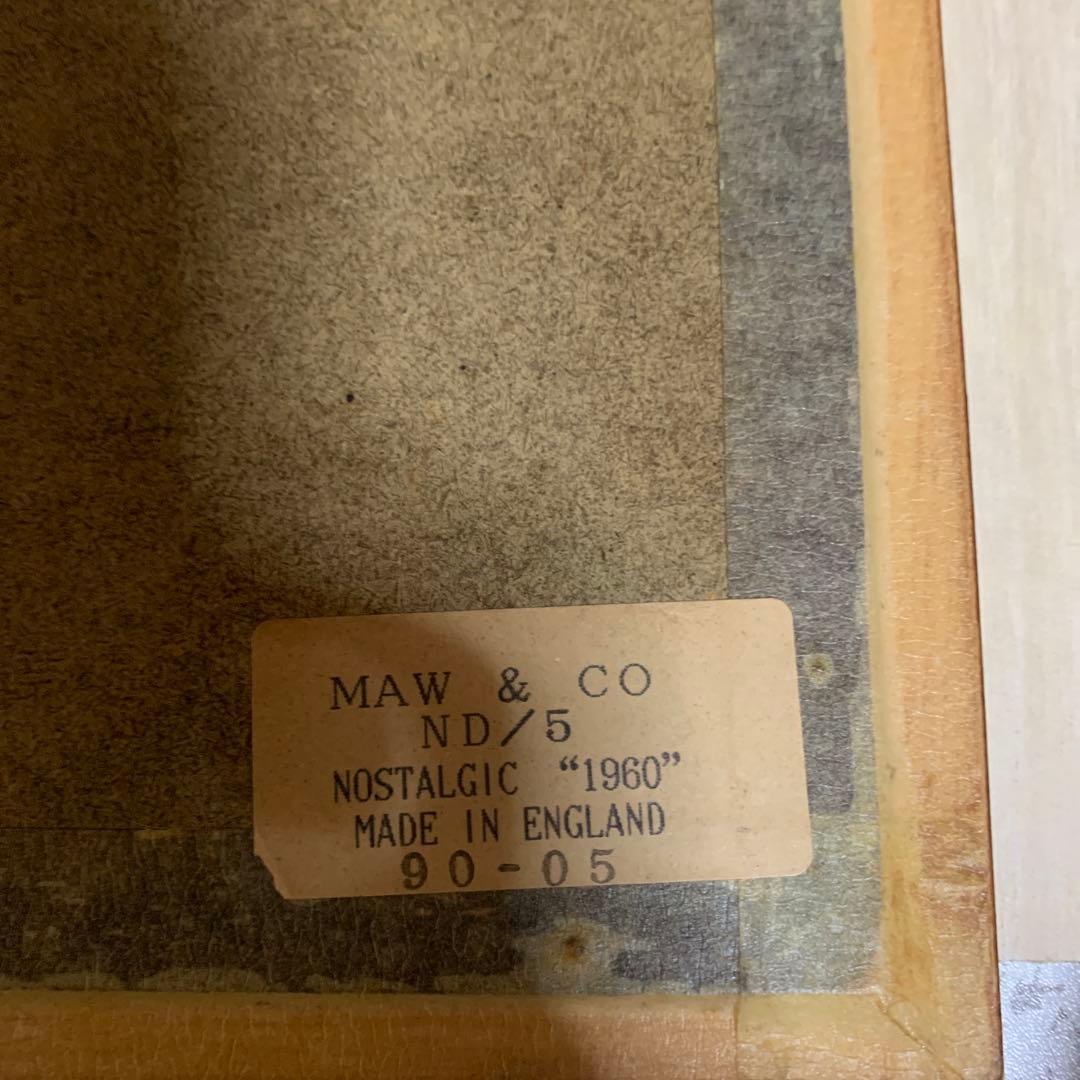 MAW & CO
ND/5
NOSTALGIC “1960”
MADE IN ENGLAND
90-05